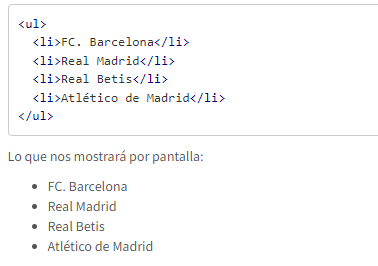 <ul>
  <li>FC. Barcelona</li>
  <li>Real Madrid</li>
  <li>Real Betis</li>
  <li>Atlético de Madrid</li>
</ul>
Lo que nos mostrará por pantalla:
• FC. Barcelona
• Real Madrid
• Real Betis
• Atlético de Madrid